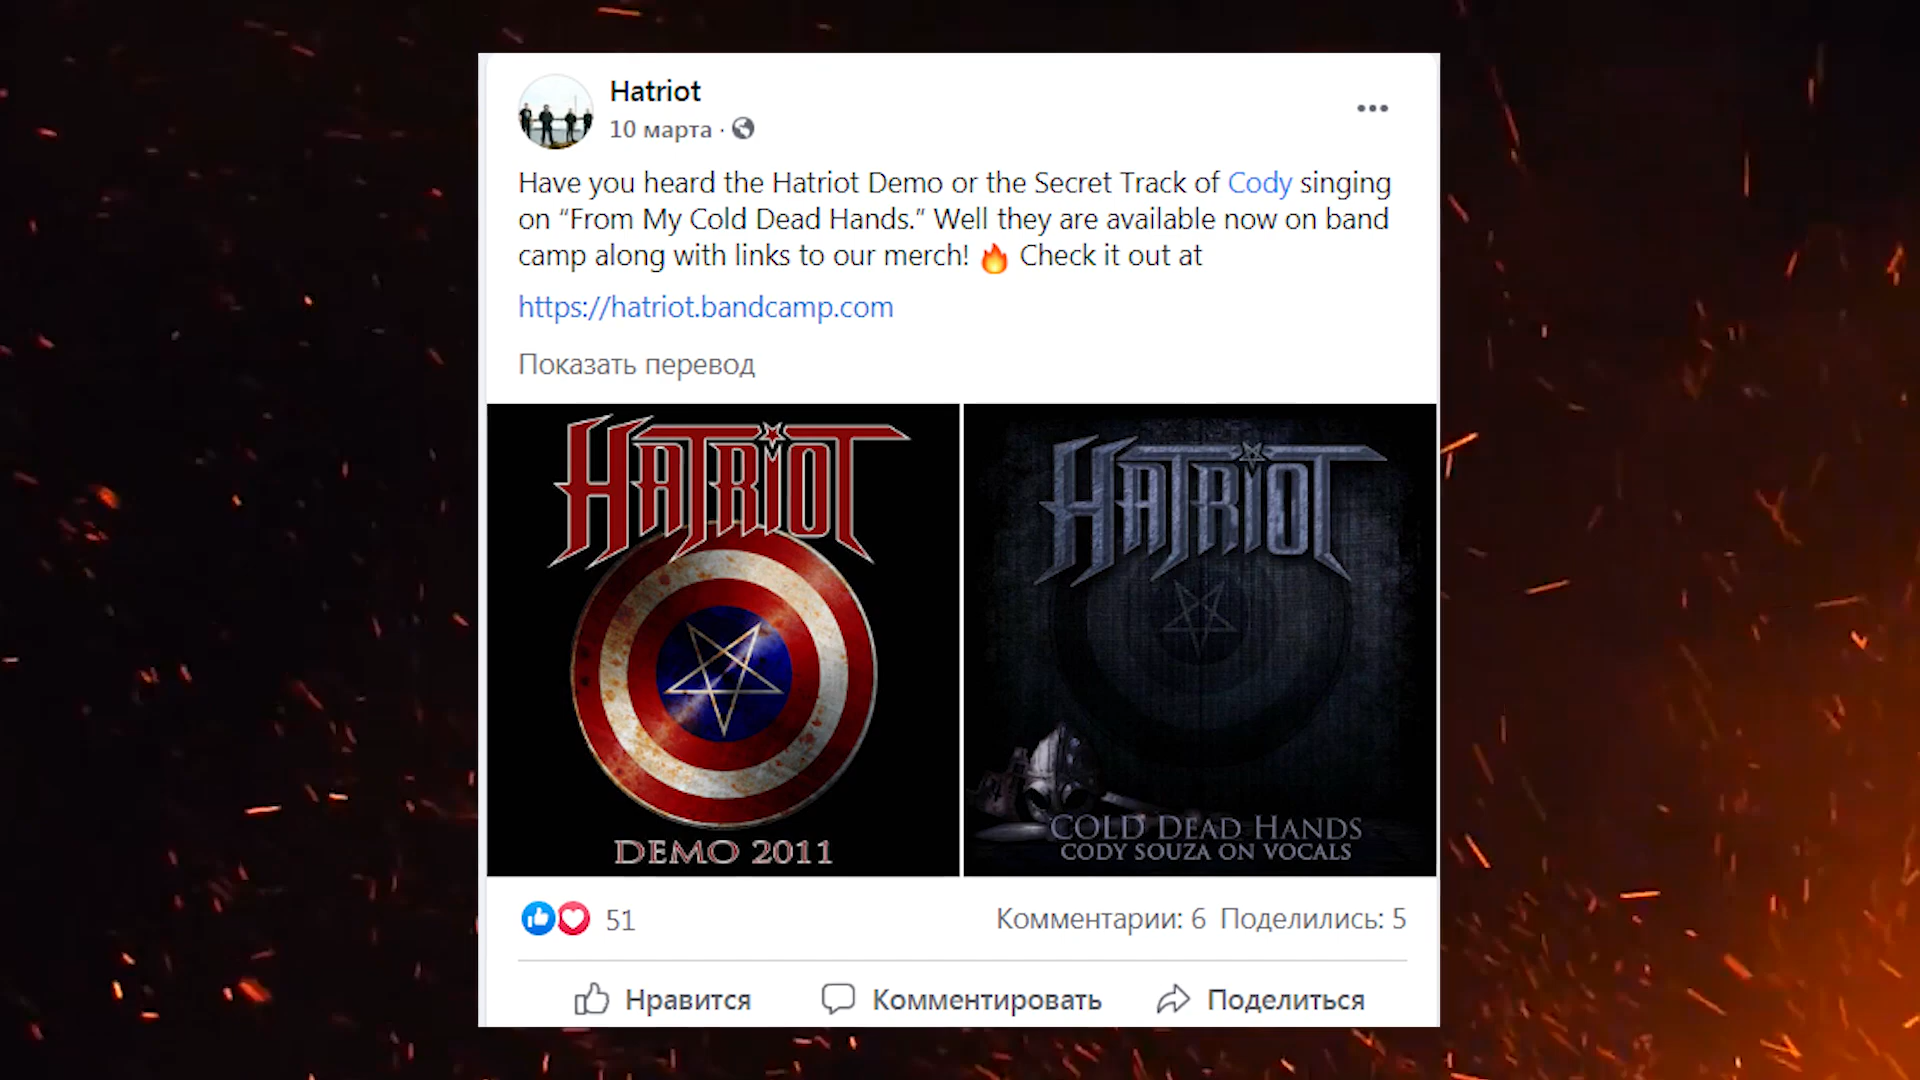 Hatriot
10 марта ·
Have you heard the Hatriot Demo or the Secret Track of Cody singing
on “From My Cold Dead Hands.” Well they are available now on band
camp along with links to our merch! 🔥 Check it out at
https://hatriot.bandcamp.com
Показать перевод
HATRIOT
DEMO 2011
HATRIOT
COLD DEAD HANDS
CODY SOUZA ON VOCALS
51
Комментарии: 6 Поделились: 5
Нравится
Комментировать
Поделиться